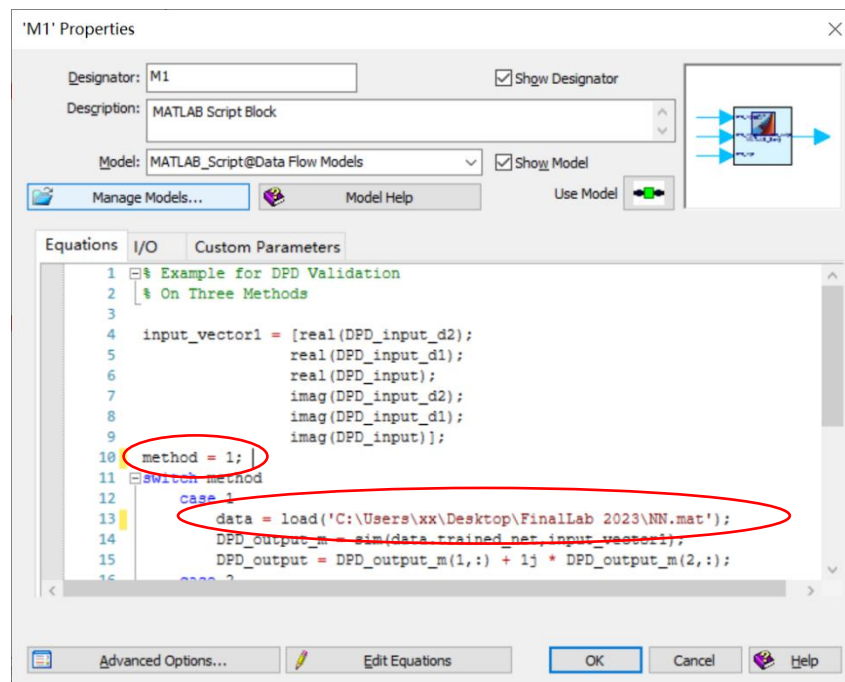 'M1' Properties
Designator: M1
Show Designator
Description: MATLAB Script Block
Model: MATLAB_Script@Data Flow Models
Show Model
Manage Models...
Model Help
Use Model
Equations I/O Custom Parameters
1 % Example for DPD Validation
2 % On Three Methods
3
4 input_vector1 = [real(DPD_input_d2);
5 real(DPD_input_d1);
6 real(DPD_input);
7 imag(DPD_input_d2);
8 imag(DPD_input_d1);
9 imag(DPD_input)];
10 method = 1;
11 switch method
12 case 1
13 data = load('C:\Users\xx\Desktop\FinalLab 2023\NN.mat');
14 DPD_output_m = sim(data.trained_net,input_vector1);
15 DPD_output = DPD_output_m(1,:) + 1j * DPD_output_m(2,:);
16 case 2
Advanced Options...
Edit Equations
OK
Cancel
Help